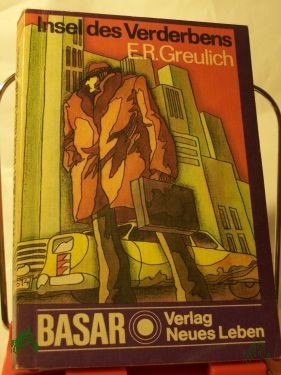 Insel des Verderbens
E.R. Greulich
BASAR
Verlag
Neues Leben